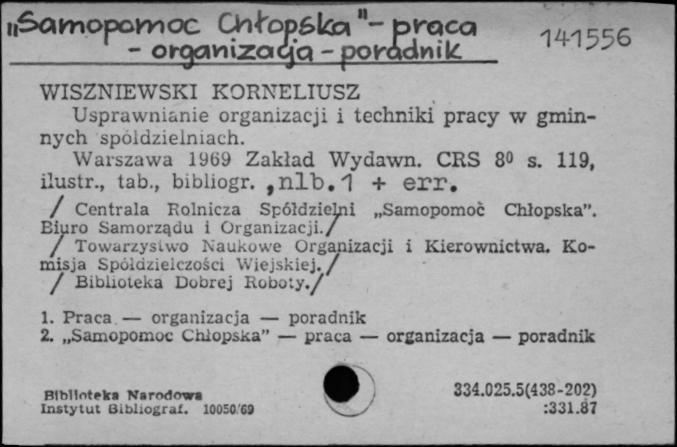 „Samopomoc Chłopska" - praca
- organizacja - poradnik
141556
WISZNIEWSKI KORNELIUSZ
Usprawnianie organizacji i techniki pracy w gmin-
nych spółdzielniach.
Warszawa 1969 Zakład Wydawn. CRS 8⁰ s. 119,
ilustr., tab., bibliogr. , nlb. 1 + err.
/ Centrala Rolnicza Spółdzielni „Samopomoc Chłopska”.
Biuro Samorządu i Organizacji. /
/ Towarzystwo Naukowe Organizacji i Kierownictwa. Ko-
misja Spółdzielczości Wiejskiej. /
/ Biblioteka Dobrej Roboty. /
1. Praca — organizacja — poradnik
2. „Samopomoc Chłopska” — praca — organizacja — poradnik
Biblioteka Narodowa
Instytut Bibliograf. 10050/69
334.025.5(438-202)
:331.87